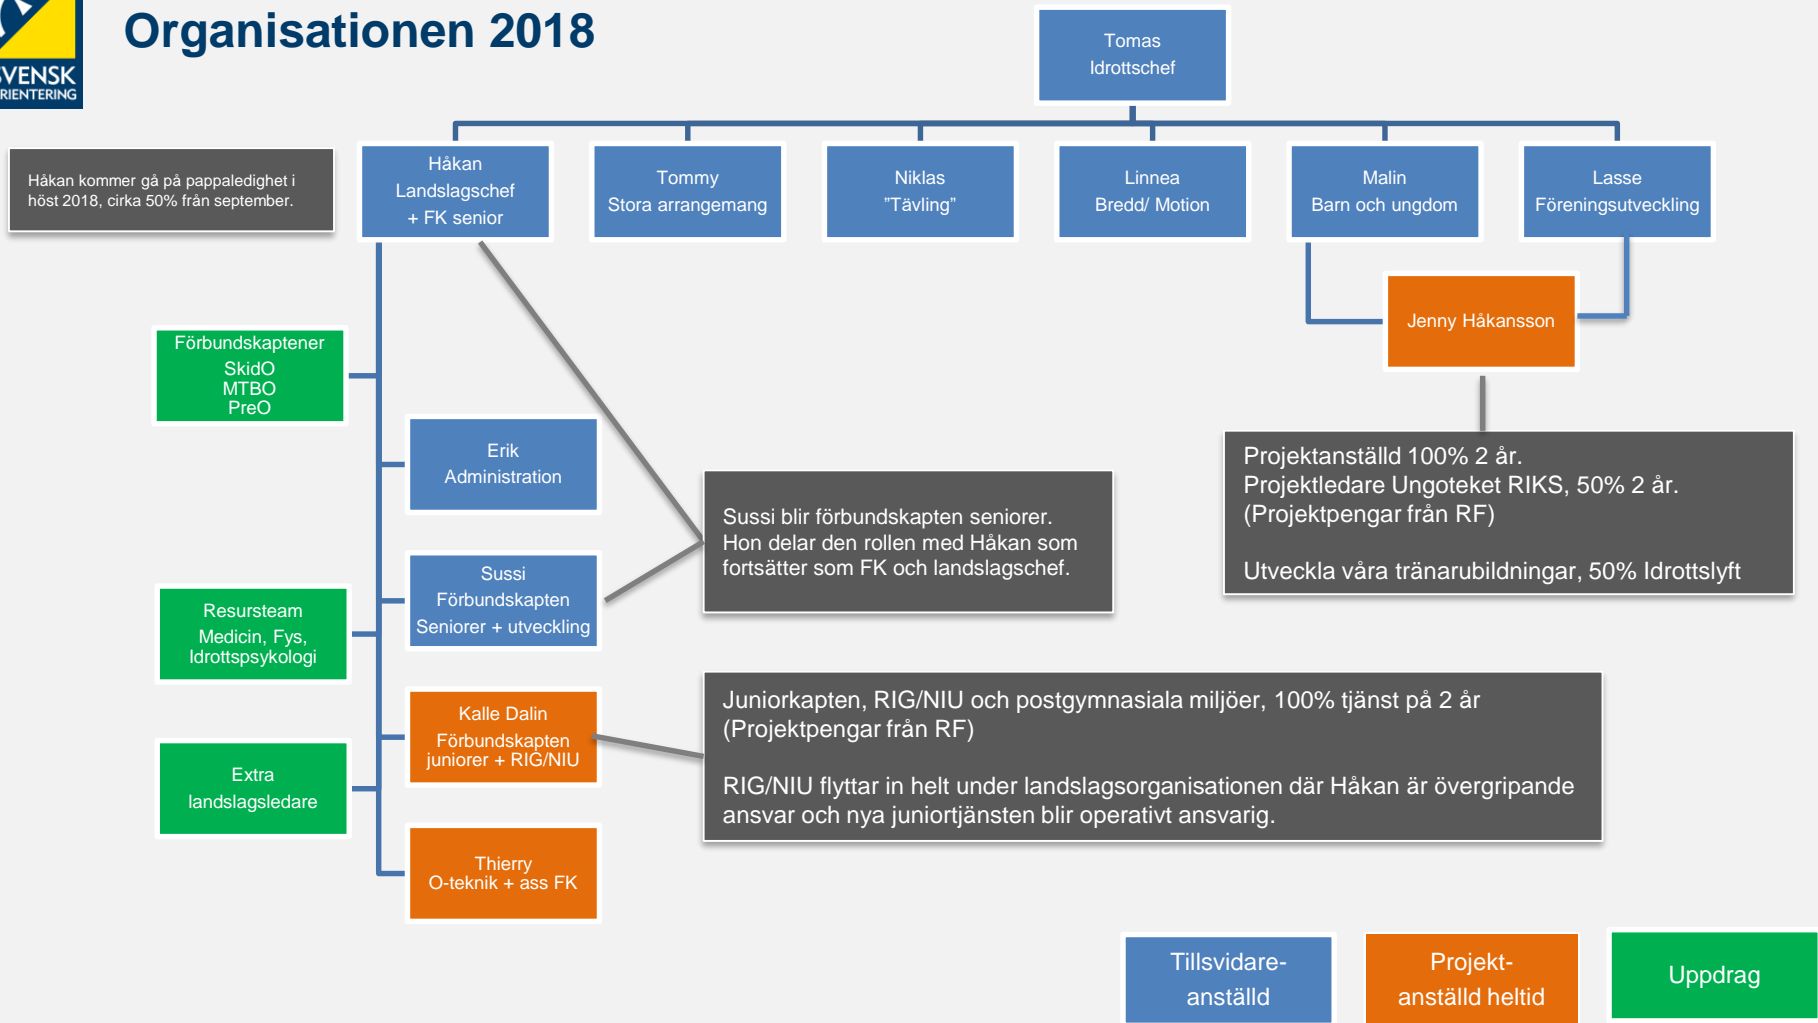 Organisationen 2018
SVENSK
ORIENTERING
Tomas
Idrottschef
Håkan kommer gå på pappaledighet i
höst 2018, cirka 50% från september.
Håkan
Landslagschef
+ FK senior
Tommy
Stora arrangemang
Niklas
”Tävling”
Linnea
Bredd/ Motion
Malin
Barn och ungdom
Lasse
Föreningsutveckling
Jenny Håkansson
Förbundskaptener
SkidO
MTBO
PreO
Erik
Administration
Sussi
Förbundskapten
Seniorer + utveckling
Sussi blir förbundskapten seniorer.
Hon delar den rollen med Håkan som
fortsätter som FK och landslagschef.
Projektanställd 100% 2 år.
Projektledare Ungoteket RIKS, 50% 2 år.
(Projektpengar från RF)
Utveckla våra tränarubildningar, 50% Idrottslyft
Resursteam
Medicin, Fys,
Idrottspsykologi
Kalle Dalin
Förbundskapten
juniorer + RIG/NIU
Juniorkapten, RIG/NIU och postgymnasiala miljöer, 100% tjänst på 2 år
(Projektpengar från RF)
RIG/NIU flyttar in helt under landslagsorganisationen där Håkan är övergripande
ansvar och nya juniortjänsten blir operativt ansvarig.
Extra
landslagsledare
Thierry
O-teknik + ass FK
Tillsvidare-
anställd
Projekt-
anställd heltid
Uppdrag